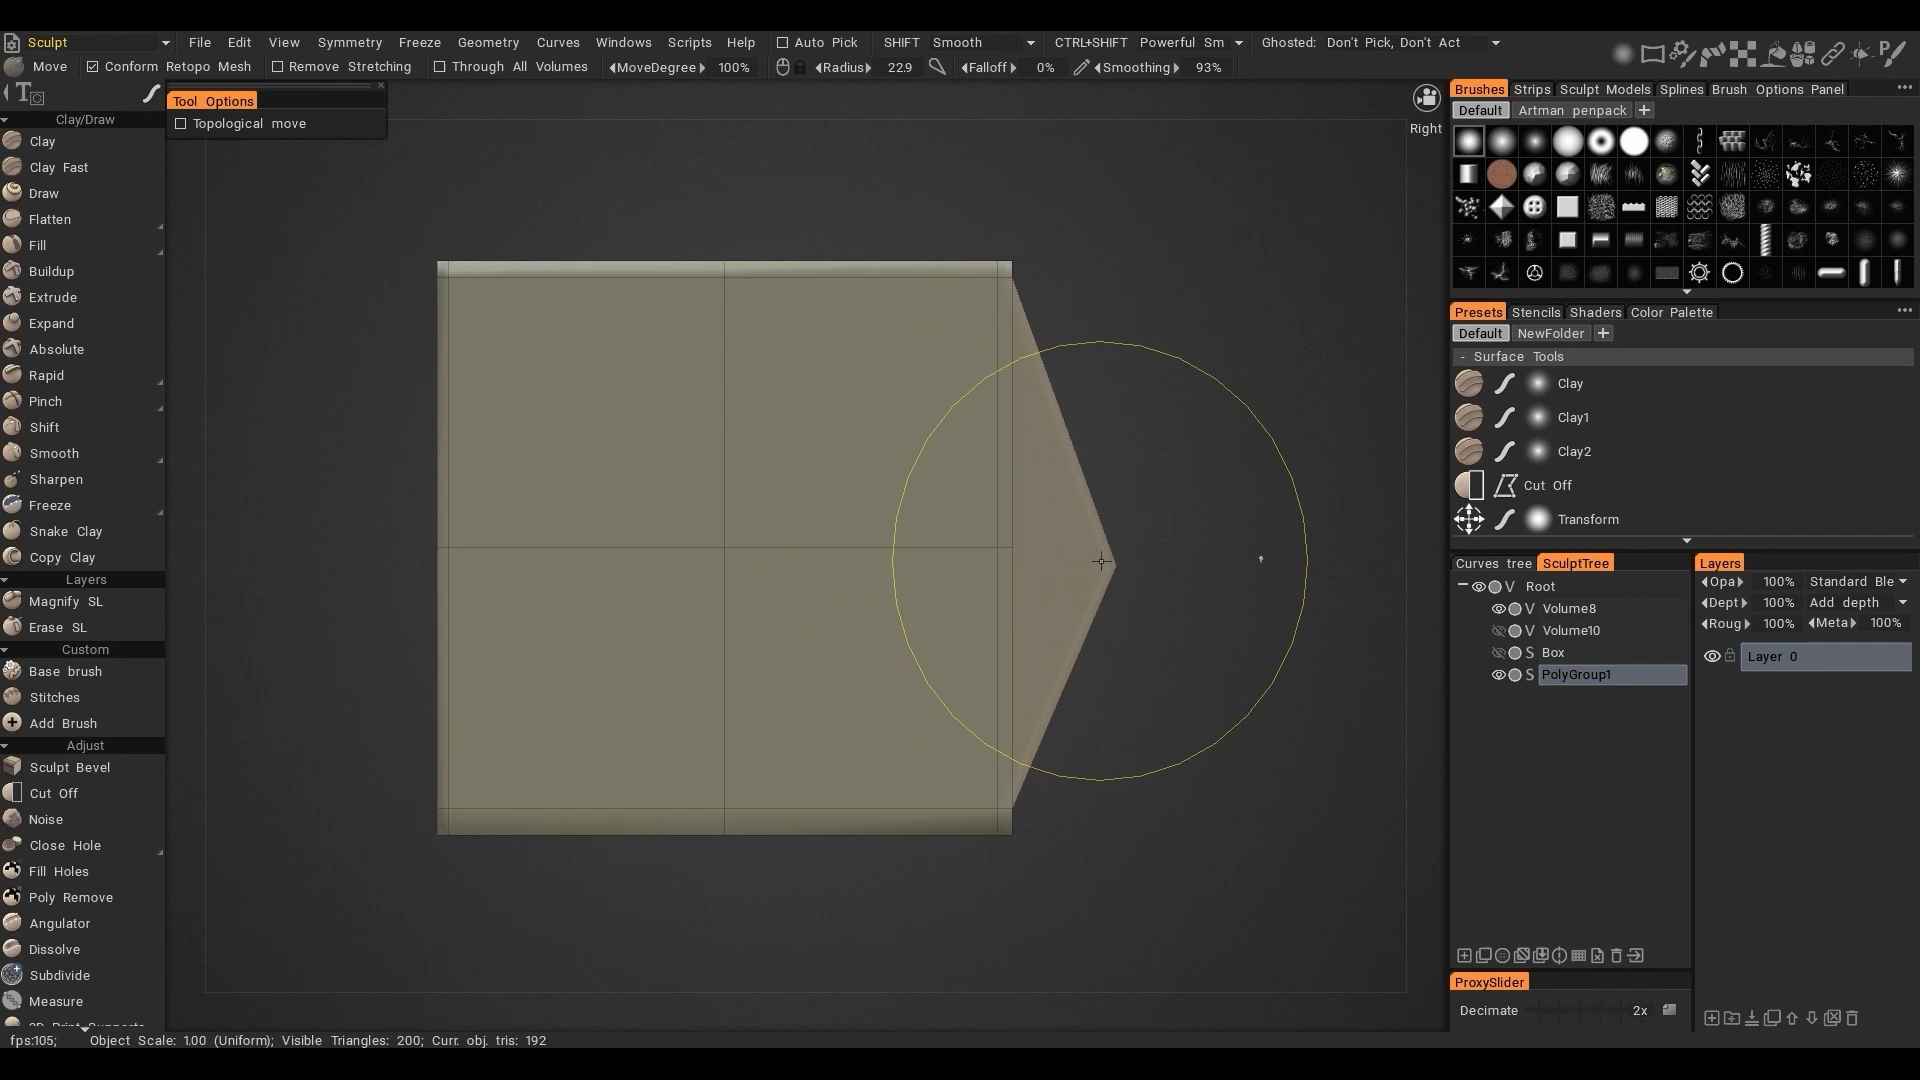 Sculpt File Edit View Symmetry Freeze Geometry Curves Windows Scripts Help Auto Pick SHIFT Smooth CTRL+SHIFT Powerful Sm Ghosted: Don't Pick, Don't Act
Move Conform Retopo Mesh Remove Stretching Through All Volumes MoveDegree 100% Radius 22.9 Falloff 0% Smoothing 93%
Tool Options
Topological move
Clay/Draw
Clay
Clay Fast
Draw
Flatten
Fill
Buildup
Extrude
Expand
Absolute
Rapid
Pinch
Shift
Smooth
Sharpen
Freeze
Snake Clay
Copy Clay
Layers
Magnify SL
Erase SL
Custom
Base brush
Stitches
Add Brush
Adjust
Sculpt Bevel
Cut Off
Noise
Close Hole
Fill Holes
Poly Remove
Angulator
Dissolve
Subdivide
Measure
Right
Brushes Strips Sculpt Models Splines Brush Options Panel
Default Artman penpack
Presets Stencils Shaders Color Palette
Default NewFolder
- Surface Tools
Clay
Clay1
Clay2
Cut Off
Transform
Curves tree SculptTree
Root
V Volume8
V Volume10
S Box
S PolyGroup1
Layers
Opa 100% Standard Ble
Dept 100% Add depth
Roug 100% Meta 100%
Layer 0
ProxySlider
Decimate 2x
fps:105; Object Scale: 1.00 (Uniform); Visible Triangles: 200; Curr. obj. tris: 192